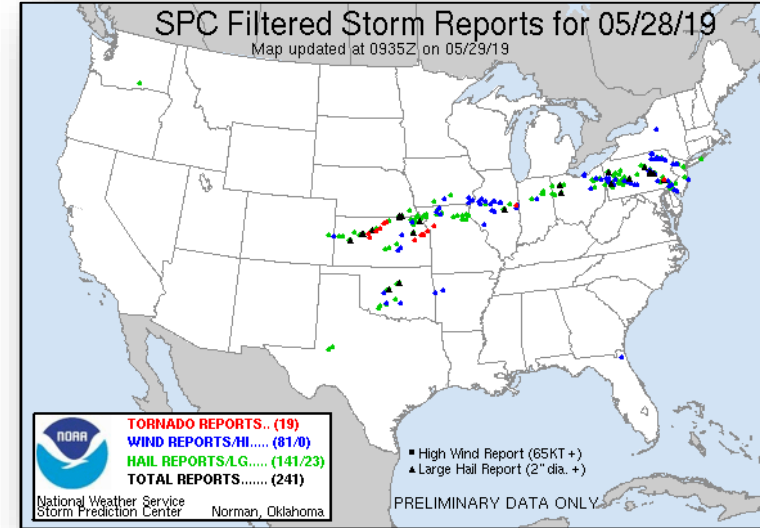 SPC Filtered Storm Reports for 05/28/19
Map updated at 0935Z on 05/29/19
NOAA
TORNADO REPORTS.. (19)
WIND REPORTS/HI..... (81/0)
HAIL REPORTS/LG..... (141/23)
TOTAL REPORTS....... (241)
National Weather Service
Storm Prediction Center Norman, Oklahoma
High Wind Report (65KT +)
Large Hail Report (2" dia. +)
PRELIMINARY DATA ONLY